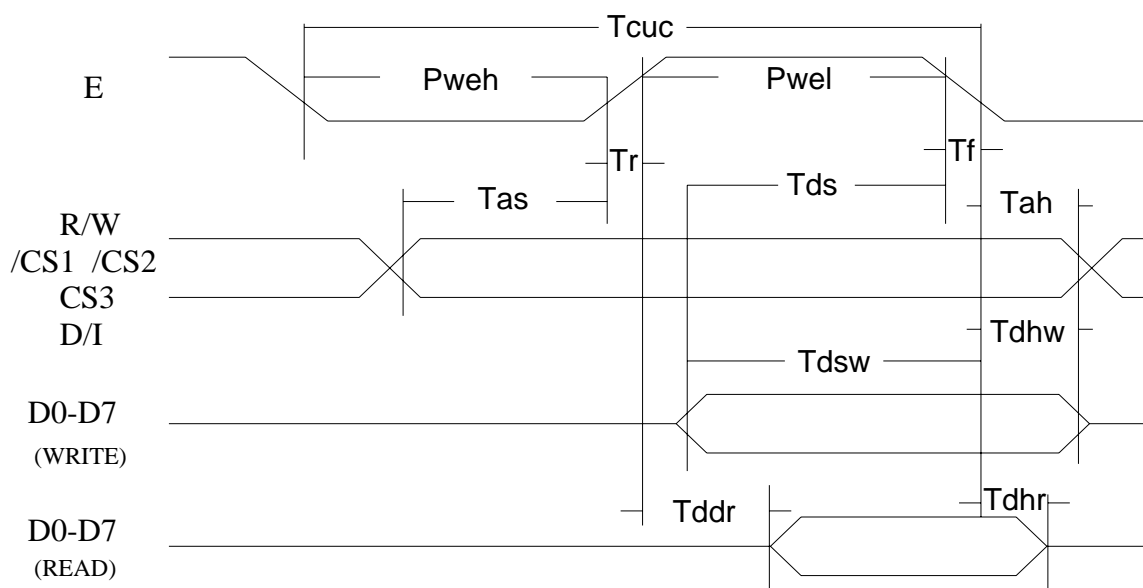 Tcuc
E
Pweh
Pwel
Tr
Tf
Tas
Tds
Tah
R/W
/CS1 /CS2
CS3
D/I
Tdhw
Tdsw
D0-D7
(WRITE)
Tddr
Tdhr
D0-D7
(READ)